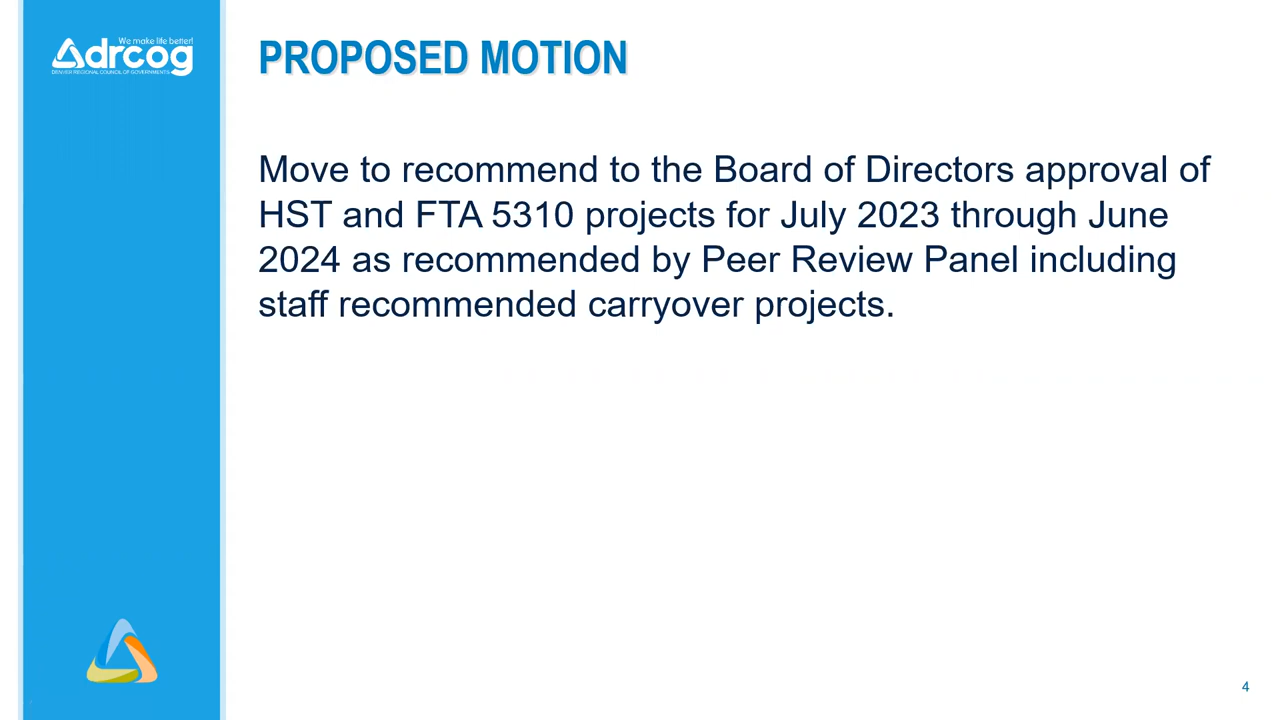 We make life better!
drcog
DENVER REGIONAL COUNCIL OF GOVERNMENTS
PROPOSED MOTION
Move to recommend to the Board of Directors approval of
HST and FTA 5310 projects for July 2023 through June
2024 as recommended by Peer Review Panel including
staff recommended carryover projects.
4